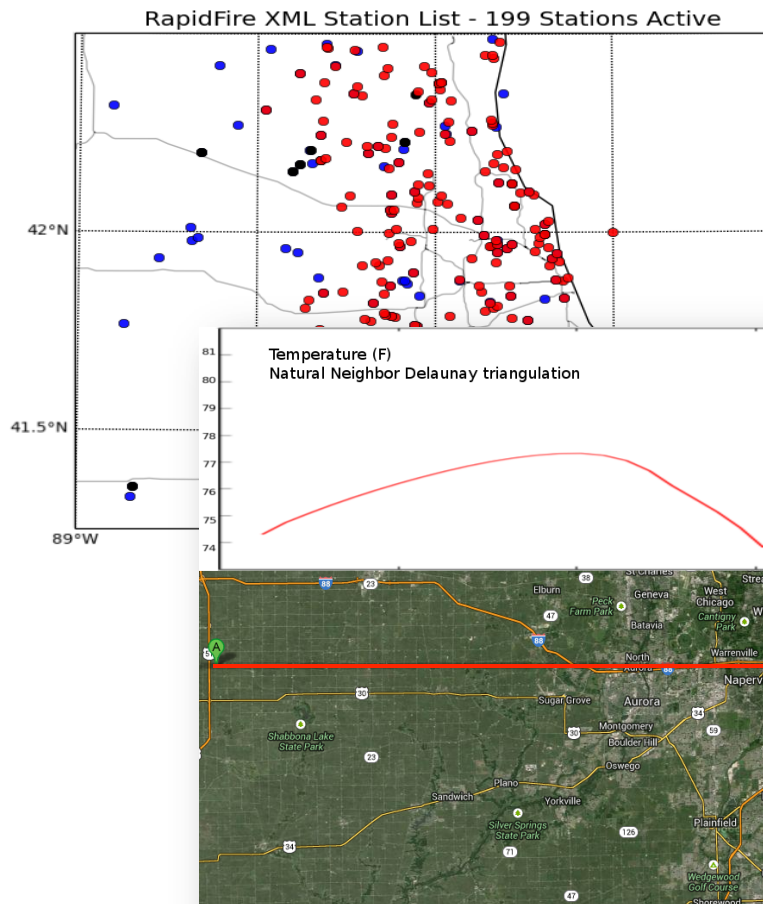 RapidFire XML Station List - 199 Stations Active
42°N
41.5°N
89°W
Temperature (F)
Natural Neighbor Delaunay triangulation
81
80
79
78
77
76
75
74
88
23
38
St Charles
Elburn
Geneva
West
Chicago
Peck
Farm Park
47
Batavia
Cantigny
Park
88
A
North
Aurora
Warrenville
88
30
Sugar Grove
Aurora
34
59
Shabbona Lake
State Park
30
Montgomery
Boulder Hill
23
Oswego
Plano
Sandwich
Yorkville
Silver Springs
State Park
126
Plainfield
34
71
Wedgewood
Golf Course
47